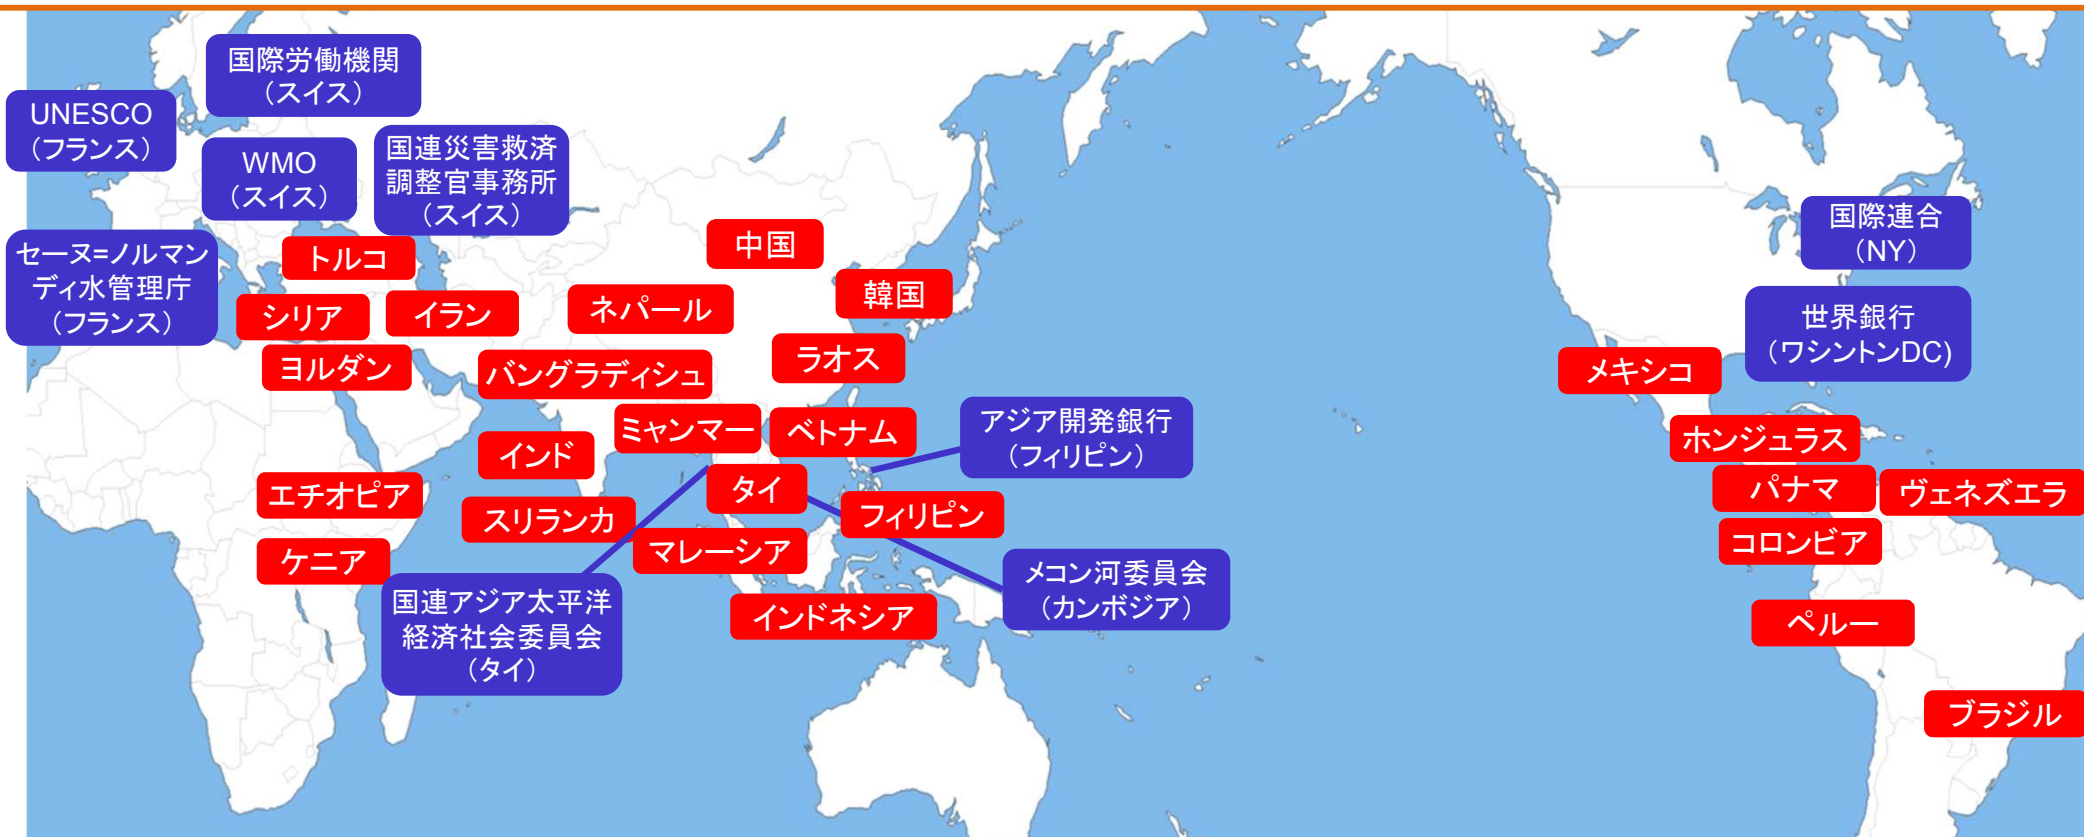 国際労働機関
（スイス）
UNESCO
（フランス）
WMO
（スイス）
国連災害救済
調整官事務所
（スイス）
セーヌ=ノルマン
ディ水管理庁
（フランス）
トルコ
シリア
イラン
ヨルダン
中国
韓国
ネパール
ラオス
バングラディシュ
ミャンマー
ベトナム
インド
タイ
スリランカ
マレーシア
フィリピン
インドネシア
エチオピア
ケニア
アジア開発銀行
（フィリピン）
メコン河委員会
（カンボジア）
国連アジア太平洋
経済社会委員会
（タイ）
国際連合
（NY）
世界銀行
（ワシントンDC)
メキシコ
ホンジュラス
パナマ
ヴェネズエラ
コロンビア
ペルー
ブラジル